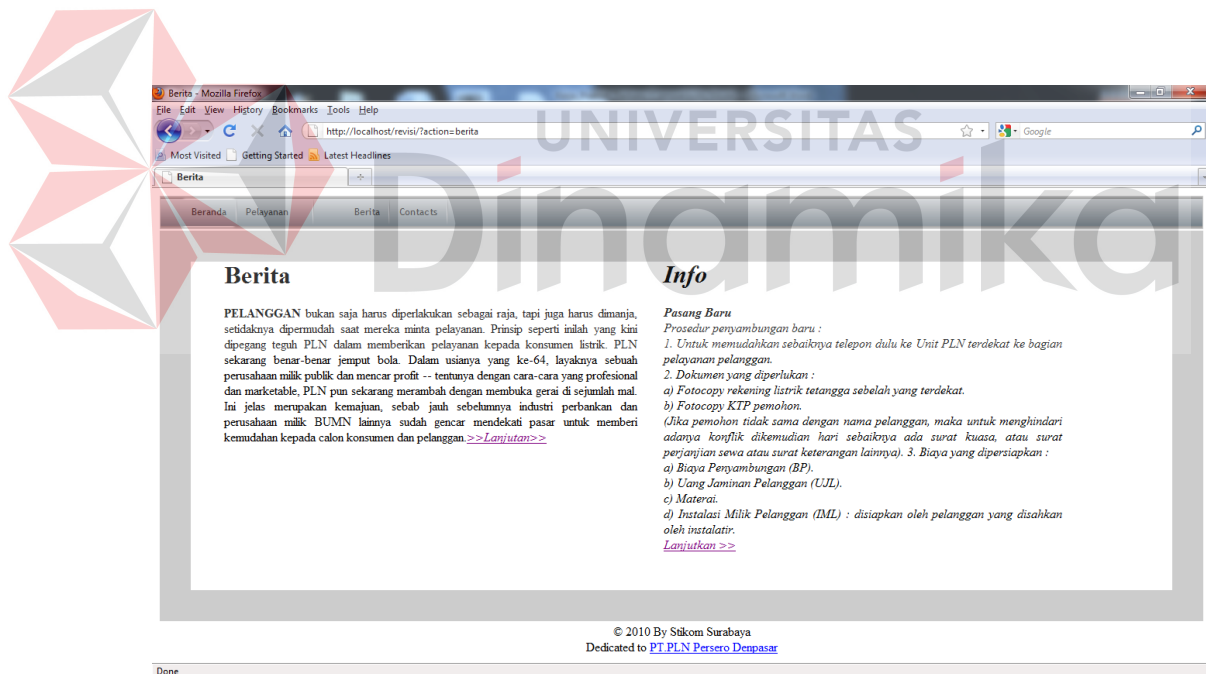 Berita - Mozilla Firefox
File Edit View History Bookmarks Tools Help
http://localhost/revisi/?action=berita
Google
Most Visited Getting Started Latest Headlines
Berita
UNIVERSITAS
Dinamika
Beranda Pelayanan Berita Contacts
Berita
PELANGGAN bukan saja harus diperlakukan sebagai raja, tapi juga harus dimanja,
setidaknya dipermudah saat mereka minta pelayanan. Prinsip seperti inilah yang kini
dipegang teguh PLN dalam memberikan pelayanan kepada konsumen listrik. PLN
sekarang benar-benar jemput bola. Dalam usianya yang ke-64, layaknya sebuah
perusahaan milik publik dan mencar profit -- tentunya dengan cara-cara yang profesional
dan marketable, PLN pun sekarang merambah dengan membuka gerai di sejumlah mal.
Ini jelas merupakan kemajuan, sebab jauh sebelumnya industri perbankan dan
perusahaan milik BUMN lainnya sudah gencar mendekati pasar untuk memberi
kemudahan kepada calon konsumen dan pelanggan.>>Lanjutan>>
Info
Pasang Baru
Prosedur penyambungan baru :
1. Untuk memudahkan sebaiknya telepon dulu ke Unit PLN terdekat ke bagian
pelayanan pelanggan.
2. Dokumen yang diperlukan :
a) Fotocopy rekening listrik tetangga sebelah yang terdekat.
b) Fotocopy KTP pemohon.
(Jika pemohon tidak sama dengan nama pelanggan, maka untuk menghindari
adanya konflik dikemudian hari sebaiknya ada surat kuasa, atau surat
perjanjian sewa atau surat keterangan lainnya). 3. Biaya yang dipersiapkan :
a) Biaya Penyambungan (BP).
b) Uang Jaminan Pelanggan (UJL).
c) Materai.
d) Instalasi Milik Pelanggan (IML) : disiapkan oleh pelanggan yang disahkan
oleh instalatir.
Lanjutkan >>
© 2010 By Stikom Surabaya
Dedicated to PT.PLN Persero Denpasar
Done